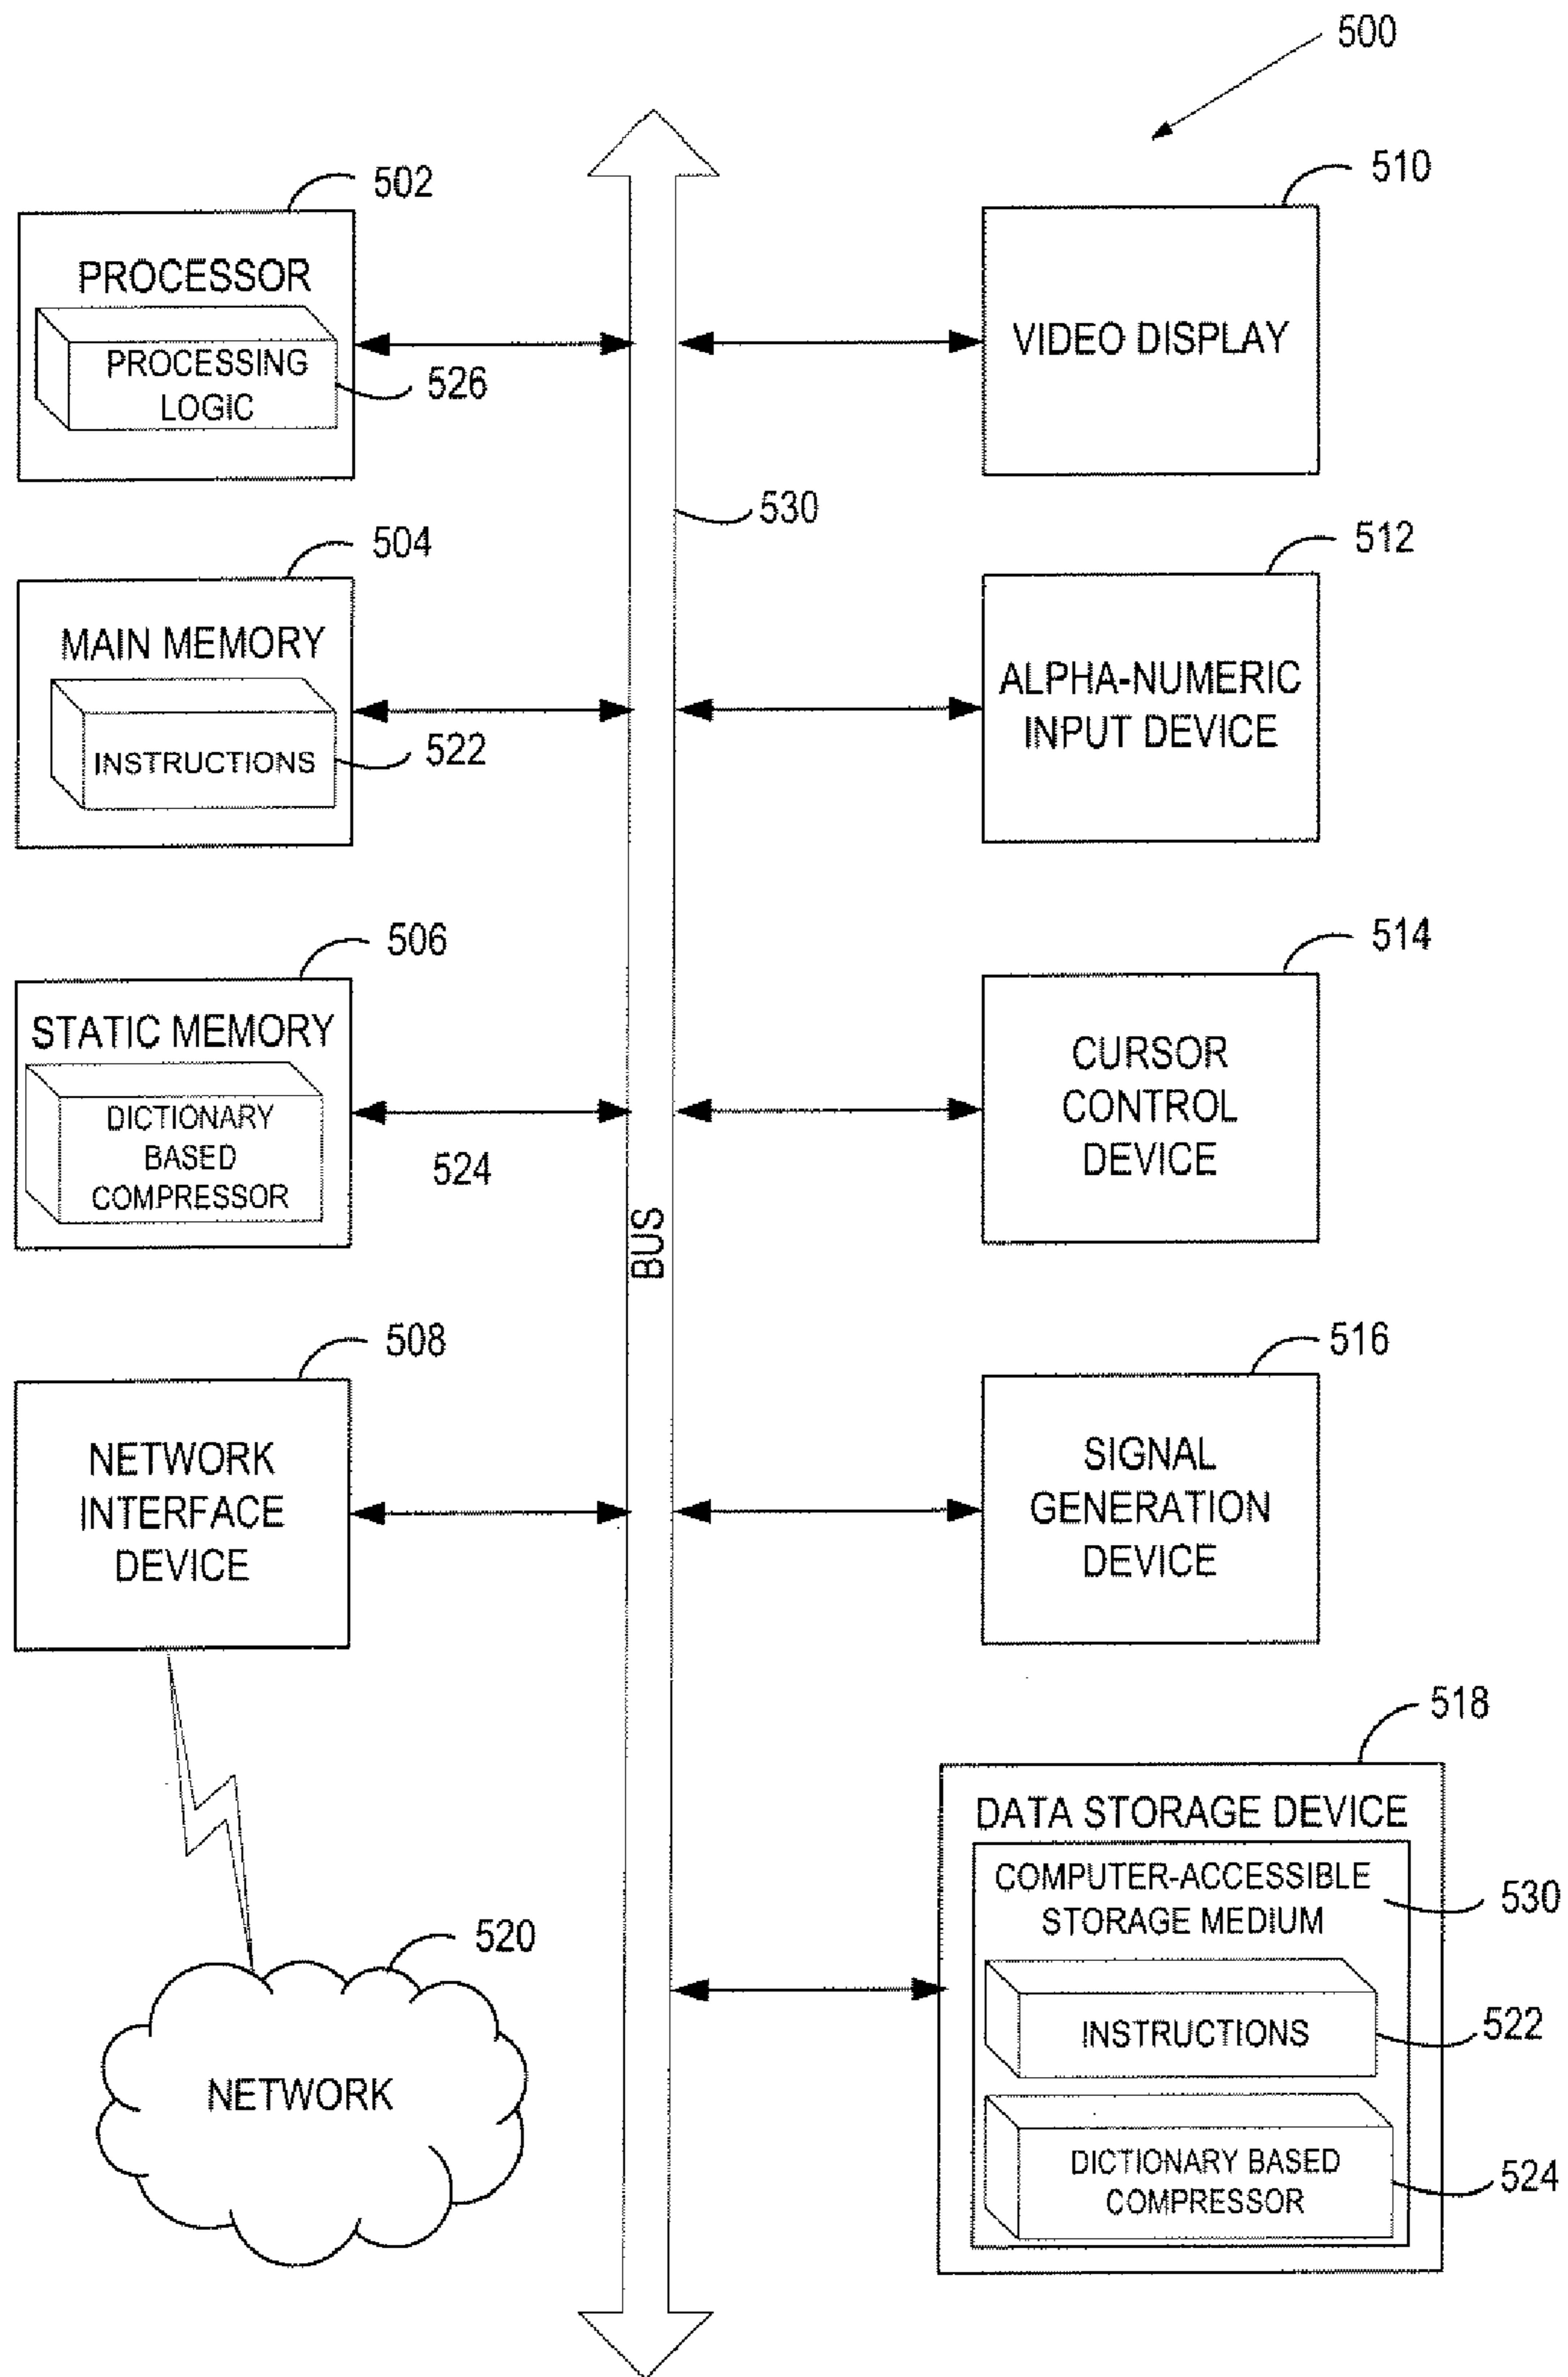 500
502
PROCESSOR
PROCESSING
LOGIC
526
504
MAIN MEMORY
INSTRUCTIONS
522
506
STATIC MEMORY
DICTIONARY
BASED
COMPRESSOR
524
508
NETWORK
INTERFACE
DEVICE
520
NETWORK
530
BUS
510
VIDEO DISPLAY
512
ALPHA-NUMERIC
INPUT DEVICE
514
CURSOR
CONTROL
DEVICE
516
SIGNAL
GENERATION
DEVICE
518
DATA STORAGE DEVICE
COMPUTER-ACCESSIBLE
STORAGE MEDIUM
530
INSTRUCTIONS
522
DICTIONARY BASED
COMPRESSOR
524